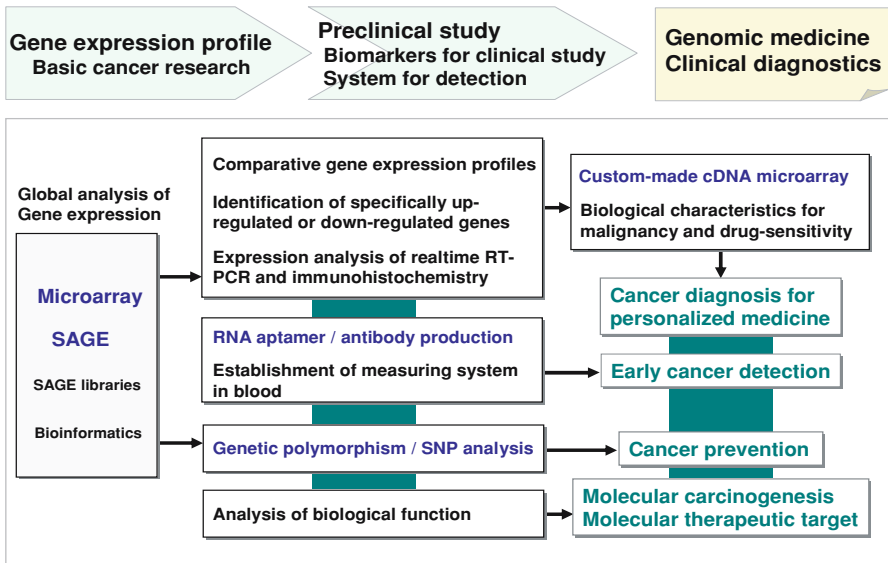 Gene expression profile
Basic cancer research
Preclinical study
Biomarkers for clinical study
System for detection
Genomic medicine
Clinical diagnostics
Global analysis of
Gene expression
Microarray
SAGE
SAGE libraries
Bioinformatics
Comparative gene expression profiles
Identification of specifically up-
regulated or down-regulated genes
Expression analysis of realtime RT-
PCR and immunohistochemistry
RNA aptamer / antibody production
Establishment of measuring system
in blood
Genetic polymorphism / SNP analysis
Analysis of biological function
Custom-made cDNA microarray
Biological characteristics for
malignancy and drug-sensitivity
Cancer diagnosis for
personalized medicine
Early cancer detection
Cancer prevention
Molecular carcinogenesis
Molecular therapeutic target